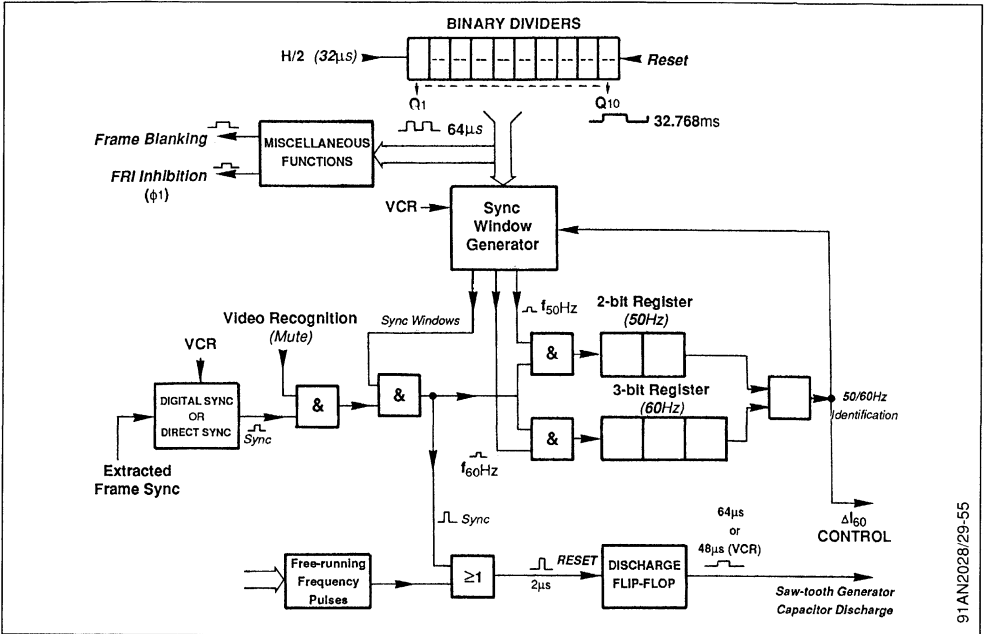 BINARY DIVIDERS
H/2 (32µs)
Reset
Q1
Q10
64µs
32.768ms
Frame Blanking
MISCELLANEOUS
FUNCTIONS
FRI Inhibition
(ϕ1)
VCR
Sync
Window
Generator
f50Hz
2-bit Register
(50Hz)
Video Recognition
(Mute)
Sync Windows
VCR
&
3-bit Register
(60Hz)
DIGITAL SYNC
OR
DIRECT SYNC
&
&
50/60Hz
Identification
Sync
&
Extracted
Frame Sync
f60Hz
Sync
64µs
or
48µs (VCR)
ΔI60
CONTROL
Free-running
Frequency
Pulses
≥1
2µs
RESET
DISCHARGE
FLIP-FLOP
Saw-tooth Generator
Capacitor Discharge
91AN2028/29-55